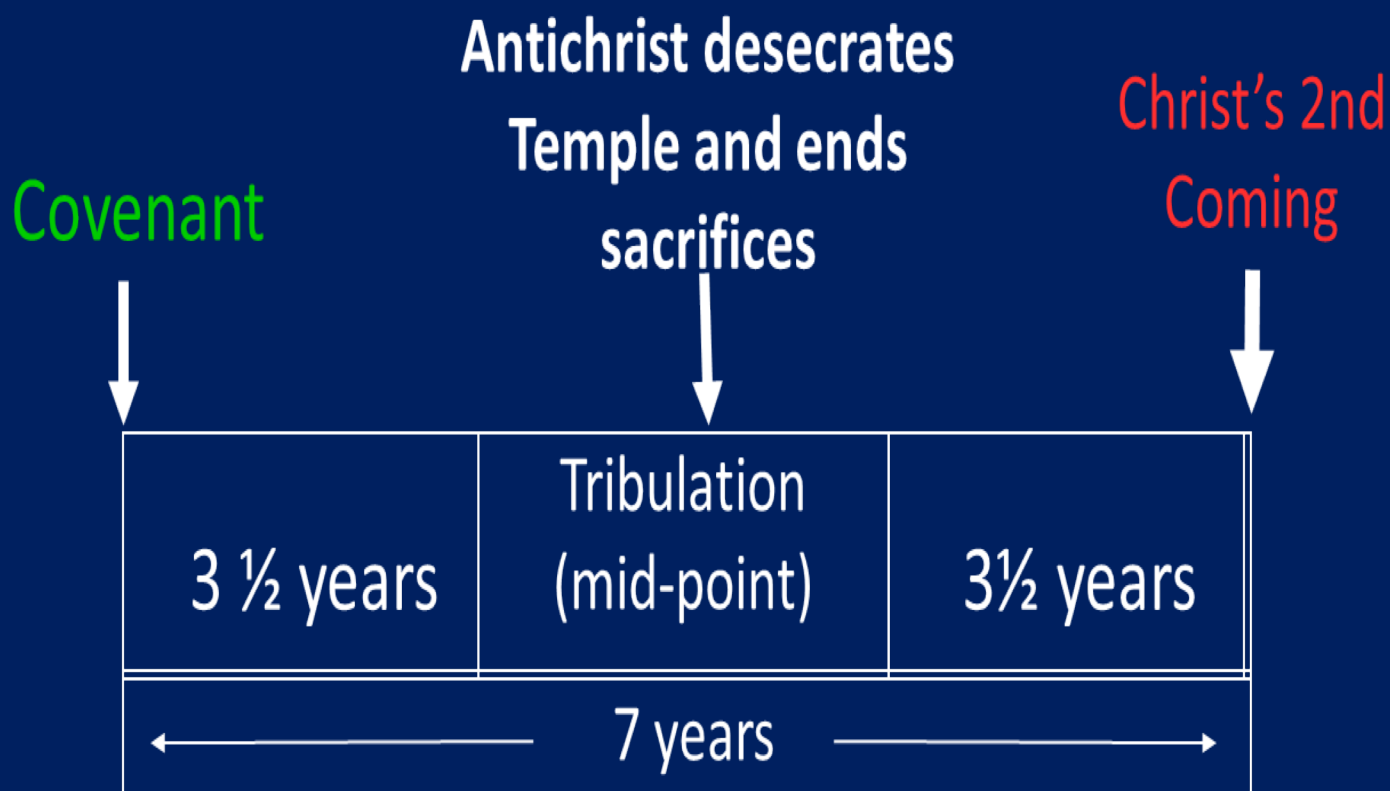 Antichrist desecrates
Temple and ends
sacrifices
Christ’s 2nd
Coming
Covenant
3 ½ years
Tribulation
(mid-point)
3½ years
7 years